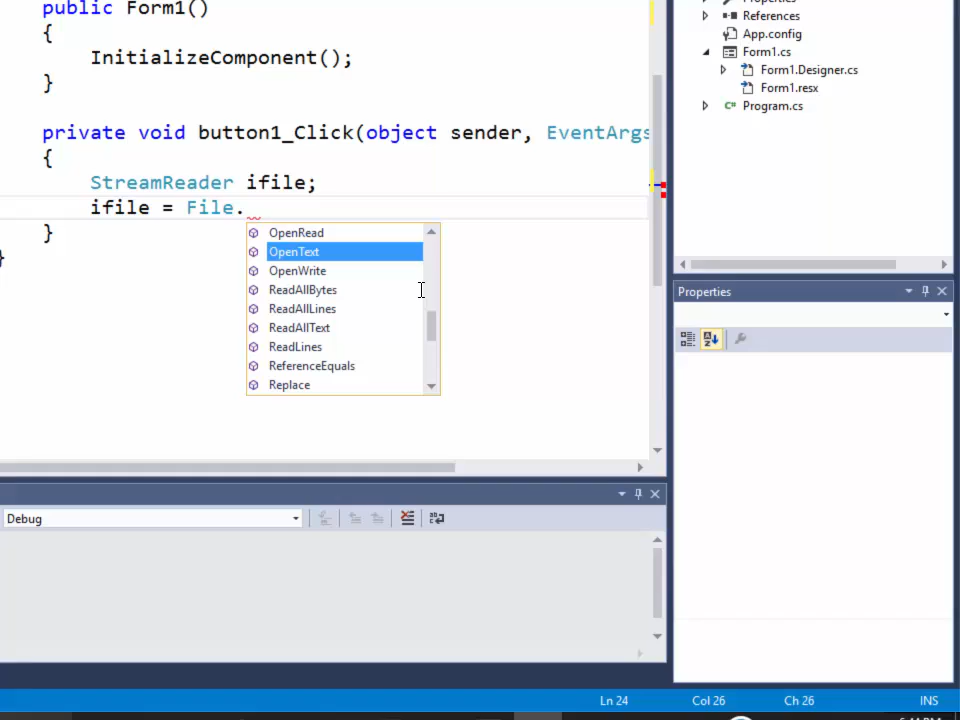 public Form1()
{
InitializeComponent();
}
private void button1_Click(object sender, EventArgs
{
StreamReader ifile;
ifile = File.
}
}
OpenRead
OpenText
OpenWrite
ReadAllBytes
ReadAllLines
ReadAllText
ReadLines
ReferenceEquals
Replace
Properties
References
App.config
Form1.cs
Form1.Designer.cs
Form1.resx
C# Program.cs
Properties
Debug
Ln 24
Col 26
Ch 26
INS